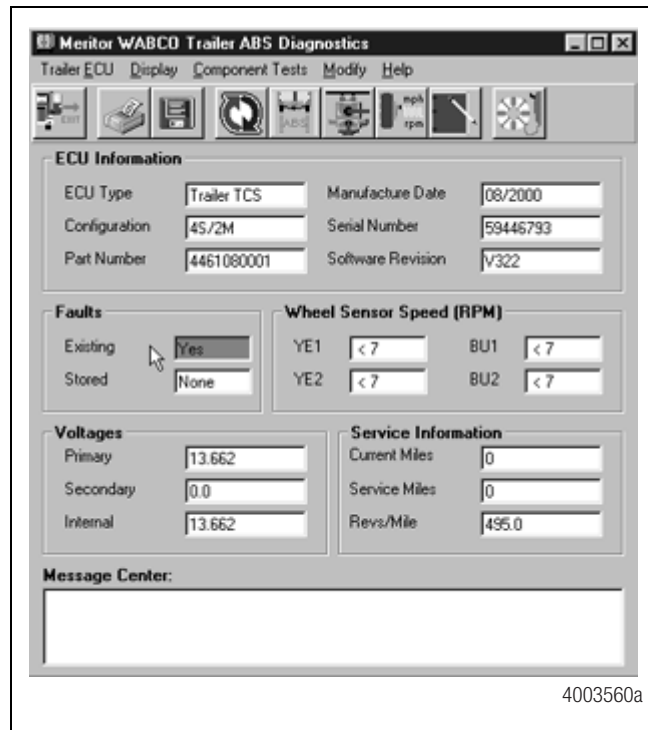 Meritor WABCO Trailer ABS Diagnostics
Trailer ECU Display Component Tests Modify Help
EXIT ABS mph rpm
ECU Information
ECU Type Trailer TCS Manufacture Date 08/2000
Configuration 4S/2M Serial Number 59446793
Part Number 4461080001 Software Revision V322
Faults Wheel Sensor Speed (RPM)
Existing Yes YE1 < 7 BU1 < 7
Stored None YE2 < 7 BU2 < 7
Voltages Service Information
Primary 13.662 Current Miles 0
Secondary 0.0 Service Miles 0
Internal 13.662 Revs/Mile 495.0
Message Center:
4003560a